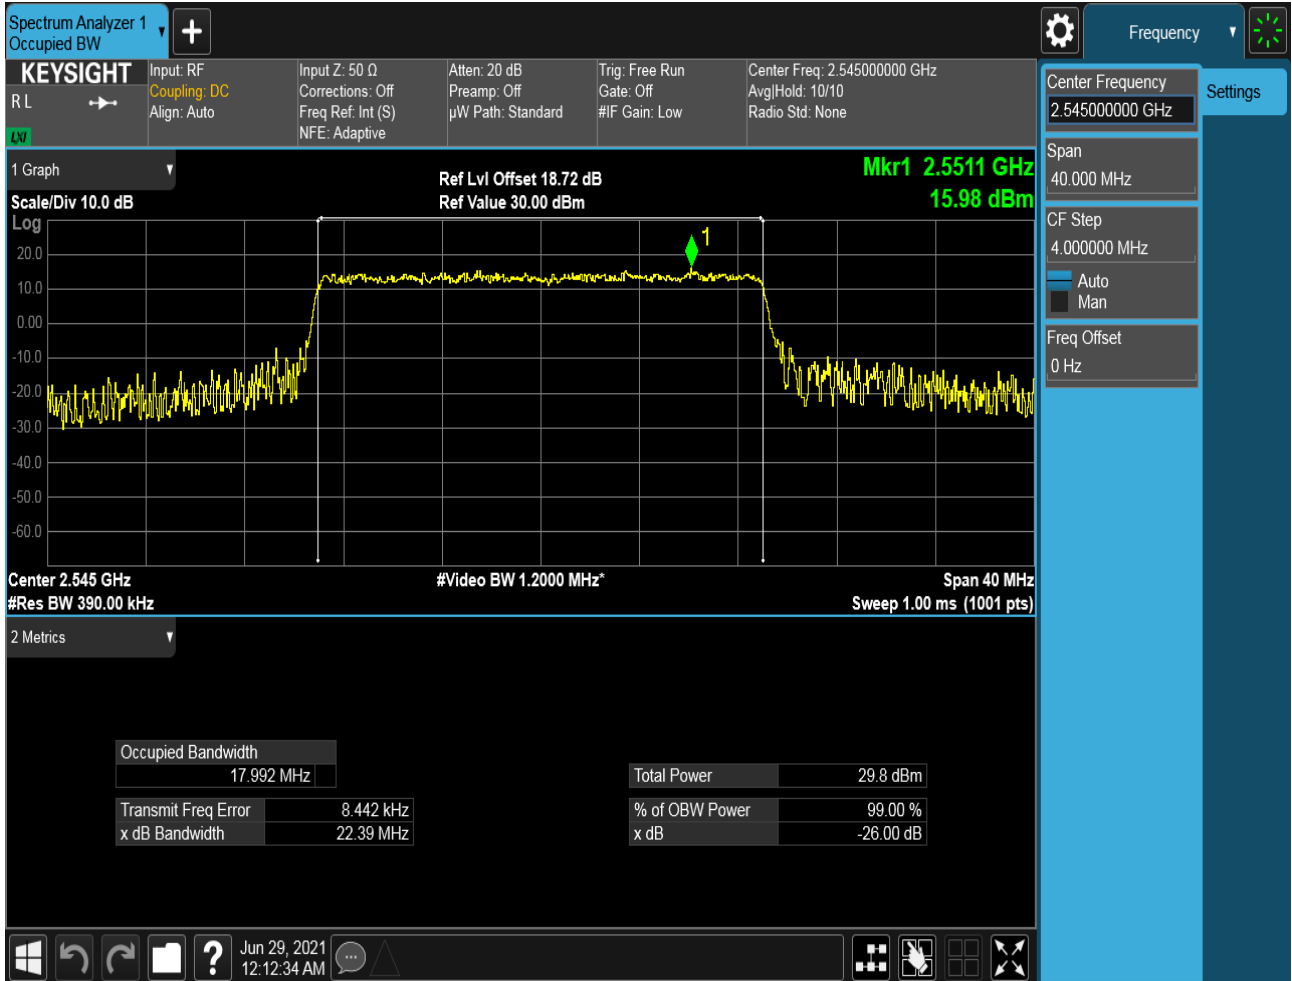 Spectrum Analyzer 1
Occupied BW
Frequency
KEYSIGHT
R L
LXI
Input: RF
Coupling: DC
Align: Auto
Input Z: 50 Ω
Corrections: Off
Freq Ref: Int (S)
NFE: Adaptive
Atten: 20 dB
Preamp: Off
µW Path: Standard
Trig: Free Run
Gate: Off
#IF Gain: Low
Center Freq: 2.545000000 GHz
Avg|Hold: 10/10
Radio Std: None
Center Frequency
2.545000000 GHz
Settings
Span
40.000 MHz
CF Step
4.000000 MHz
Auto
Man
Freq Offset
0 Hz
1 Graph
Scale/Div 10.0 dB
Ref Lvl Offset 18.72 dB
Ref Value 30.00 dBm
Mkr1 2.5511 GHz
15.98 dBm
Log
1
20.0
10.0
0.00
-10.0
-20.0
-30.0
-40.0
-50.0
-60.0
Center 2.545 GHz
#Video BW 1.2000 MHz*
Span 40 MHz
#Res BW 390.00 kHz
Sweep 1.00 ms (1001 pts)
2 Metrics
Occupied Bandwidth
17.992 MHz
Total Power 29.8 dBm
Transmit Freq Error 8.442 kHz
% of OBW Power 99.00 %
x dB Bandwidth 22.39 MHz
x dB -26.00 dB
?
Jun 29, 2021
12:12:34 AM